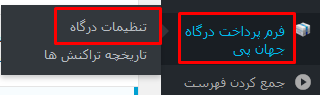 فرم پرداخت درگاه
جهان پی
تنظیمات درگاه
تاریخچه تراکنش ها
جمع کردن فهرست